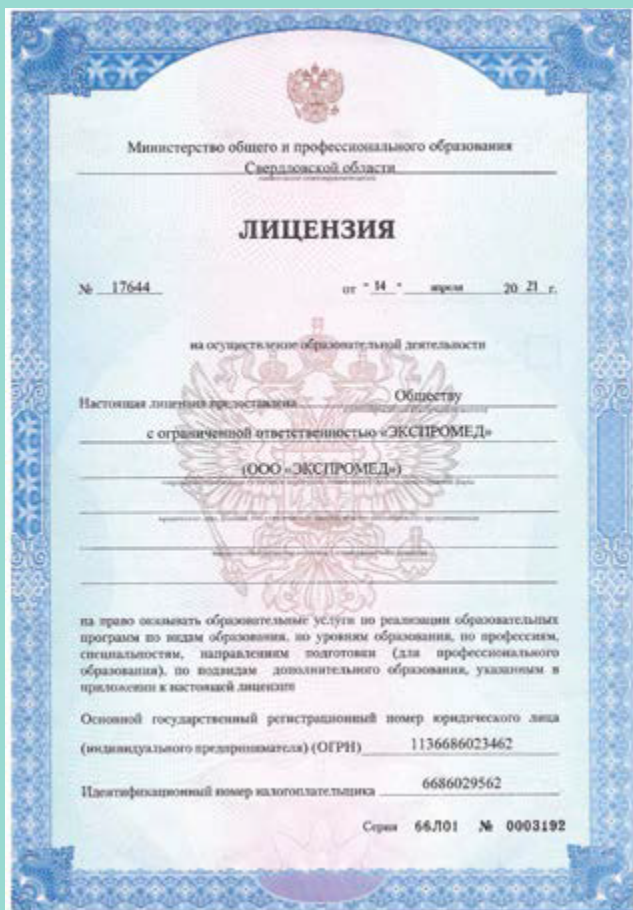 Министерство общего и профессионального образования
Свердловской области
ЛИЦЕНЗИЯ
№ 17644 от "14" апреля 20 21 г.
на осуществление образовательной деятельности
Настоящая лицензия предоставлена Обществу
с ограниченной ответственностью «ЭКСПРОМЕД»
(ООО «ЭКСПРОМЕД»)
на право оказывать образовательные услуги по реализации образовательных
программ по видам образования, по уровням образования, по профессиям,
специальностям, направлениям подготовки (для профессионального
образования), по подвидам дополнительного образования, указанным в
приложении к настоящей лицензии
Основной государственный регистрационный номер юридического лица
(индивидуального предпринимателя) (ОГРН) 1136686023462
Идентификационный номер налогоплательщика 6686029562
Серия 66Л01 № 0003192